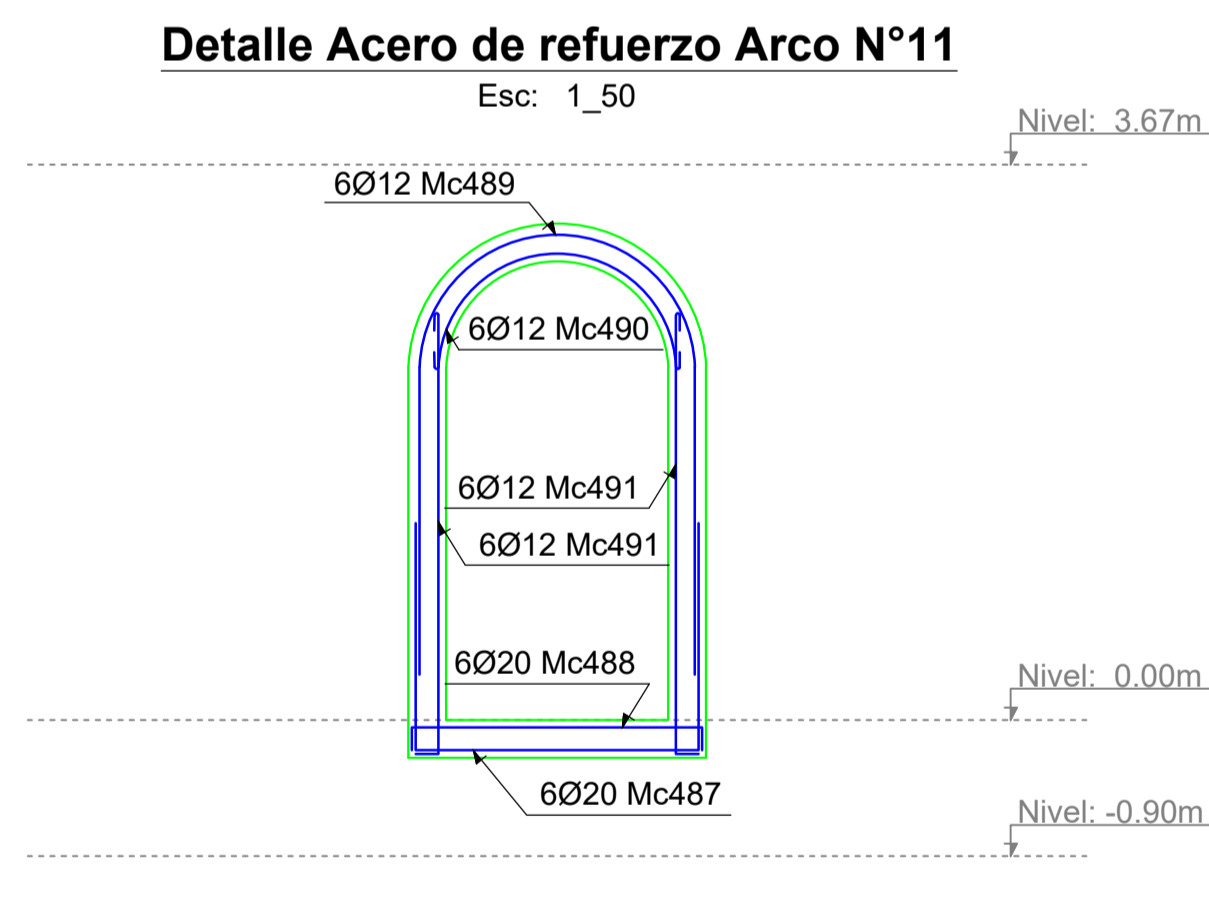 Detalle Acero de refuerzo Arco N°11
Esc: 1_50
Nivel: 3.67m
6Ø12 Mc489
6Ø12 Mc490
6Ø12 Mc491
6Ø12 Mc491
6Ø20 Mc488
Nivel: 0.00m
6Ø20 Mc487
Nivel: -0.90m